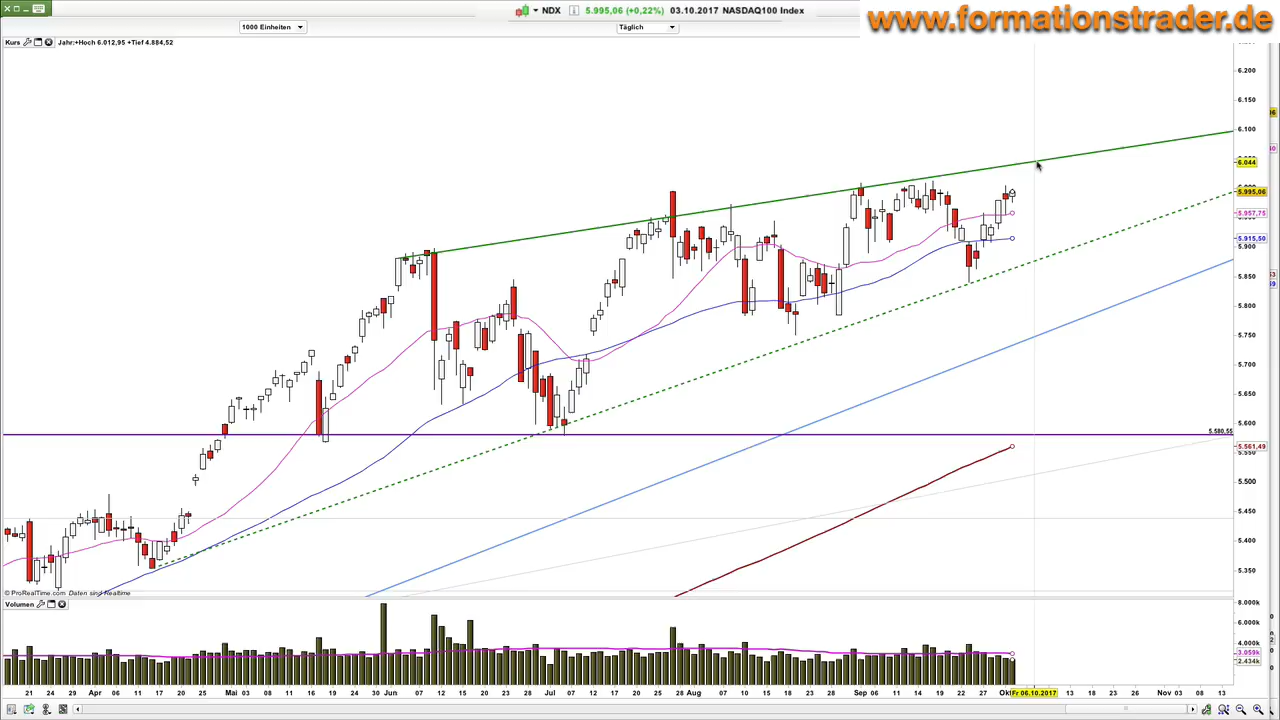 NDX 5.995,06 (+0,22%) 03.10.2017 NASDAQ100 Index
www.formationstrader.de
1000 Einheiten
Täglich
Kurs Jahr:+Hoch 6.012,95 +Tief 4.884,52
6.200
6.150
6.100
6.044
5.995,06
5.957,75
5.915,50
5.900
5.850
5.800
5.750
5.700
5.650
5.600
5.580,55
5.561,49
5.500
5.450
5.400
5.350
© ProRealTime.com Daten sind Realtime
Volumen
8.000k
6.000k
4.000k
3.059k
2.434k
21 24 29 Apr 06 11 17 20 25 Mai 03 08 11 16 19 24 30 Jun 07 12 15 20 23 28 Jul 07 12 17 20 25 28 Aug 07 10 15 18 23 28 Sep 06 11 14 19 22 27 Okt Fr 06.10.2017 13 18 23 26 Nov 03 08 13